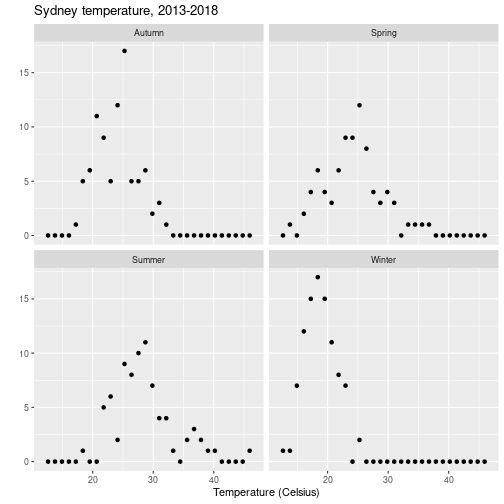 Sydney temperature, 2013-2018
Autumn
Spring
15
10
5
0
Summer
Winter
15
10
5
0
20 30 40 20 30 40
Temperature (Celsius)